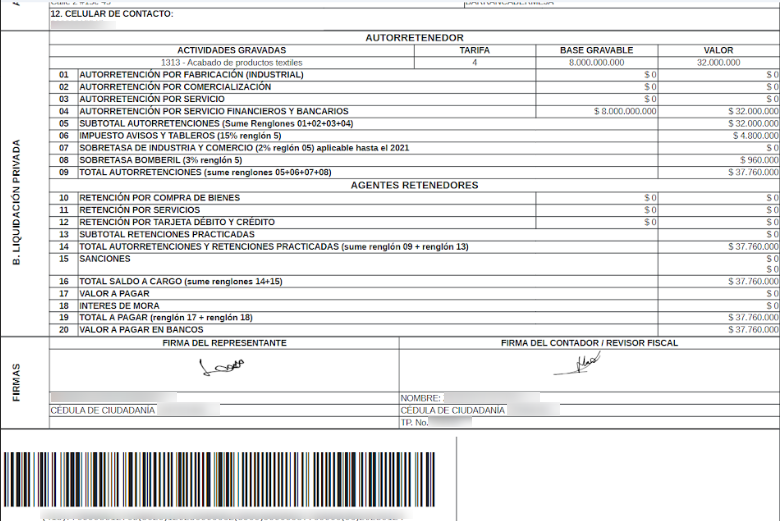 12. CELULAR DE CONTACTO:
AUTORRETENEDOR
ACTIVIDADES GRAVADAS TARIFA BASE GRAVABLE VALOR
1313 - Acabado de productos textiles 4 8.000.000.000 32.000.000
01 AUTORRETENCIÓN POR FABRICACIÓN (INDUSTRIAL) $ 0 $ 0
02 AUTORRETENCIÓN POR COMERCIALIZACIÓN $ 0 $ 0
03 AUTORRETENCIÓN POR SERVICIO $ 0 $ 0
04 AUTORRETENCIÓN POR SERVICIO FINANCIEROS Y BANCARIOS $ 8.000.000.000 $ 32.000.000
05 SUBTOTAL AUTORRETENCIONES (Sume Renglones 01+02+03+04) $ 32.000.000
06 IMPUESTO AVISOS Y TABLEROS (15% renglón 5) $ 4.800.000
07 SOBRETASA DE INDUSTRIA Y COMERCIO (2% reglón 05) aplicable hasta el 2021 $ 0
08 SOBRETASA BOMBERIL (3% renglón 5) $ 960.000
09 TOTAL AUTORRETENCIONES (sume renglones 05+06+07+08) $ 37.760.000
AGENTES RETENEDORES
10 RETENCIÓN POR COMPRA DE BIENES $ 0 $ 0
11 RETENCIÓN POR SERVICIOS $ 0 $ 0
12 RETENCIÓN POR TARJETA DÉBITO Y CRÉDITO $ 0 $ 0
13 SUBTOTAL RETENCIONES PRACTICADAS $ 0
14 TOTAL AUTORRETENCIONES Y RETENCIONES PRACTICADAS (sume renglón 09 + renglón 13) $ 37.760.000
15 SANCIONES $ 0
$ 0
16 TOTAL SALDO A CARGO (sume renglones 14+15) $ 37.760.000
17 VALOR A PAGAR $ 0
18 INTERES DE MORA $ 0
19 TOTAL A PAGAR (renglón 17 + renglón 18) $ 37.760.000
20 VALOR A PAGAR EN BANCOS $ 37.760.000
B. LIQUIDACIÓN PRIVADA
FIRMA DEL REPRESENTANTE FIRMA DEL CONTADOR / REVISOR FISCAL
FIRMAS
NOMBRE:
CÉDULA DE CIUDADANÍA CÉDULA DE CIUDADANÍA
TP. No.